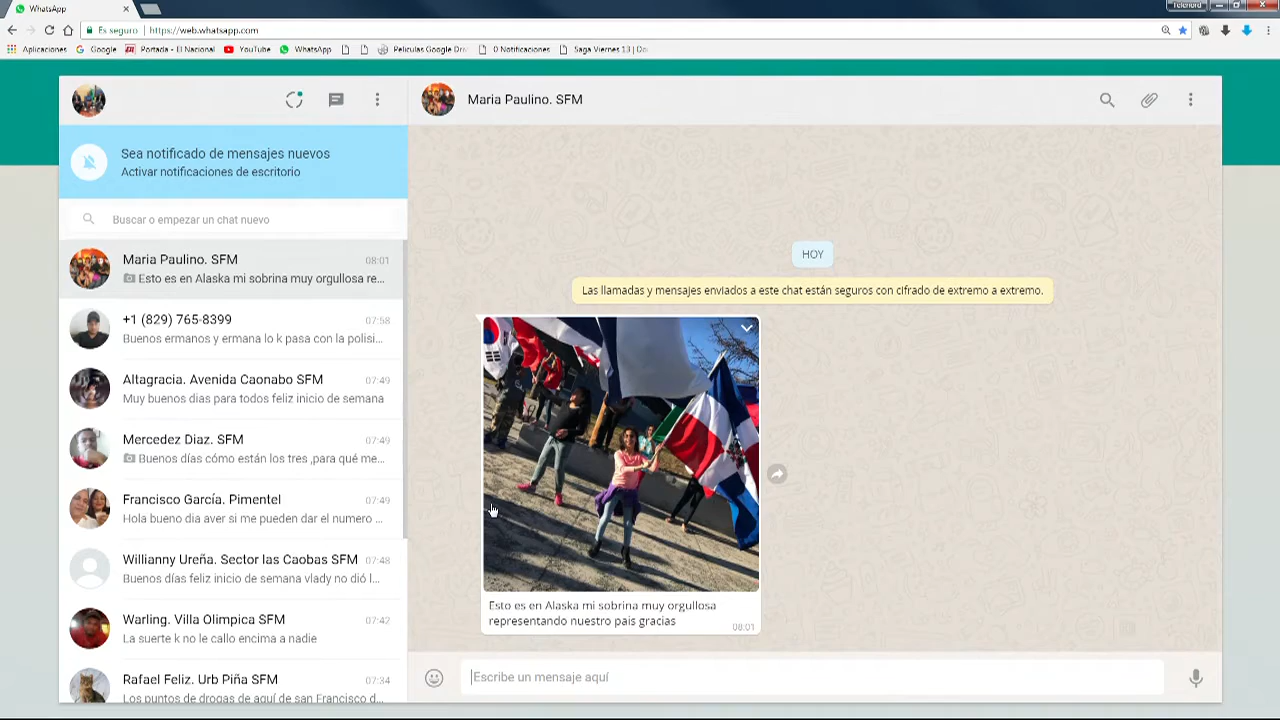 WhatsApp
Telenord
Es seguro
https://web.whatsapp.com
Aplicaciones
Google
Portada - El Nacional
YouTube
WhatsApp
Peliculas Google Dri
0 Notificaciones
Saga Viernes 13 | Do
Maria Paulino. SFM
Sea notificado de mensajes nuevos
Activar notificaciones de escritorio
Buscar o empezar un chat nuevo
Maria Paulino. SFM 08:01
Esto es en Alaska mi sobrina muy orgullosa re...
+1 (829) 765-8399 07:58
Buenos ermanos y ermana lo k pasa con la polisi...
Altagracia. Avenida Caonabo SFM 07:49
Muy buenos dias para todos feliz inicio de semana
Mercedez Diaz. SFM 07:49
Buenos días cómo están los tres ,para qué me...
Francisco García. Pimentel 07:49
Hola bueno dia aver si me pueden dar el numero ...
Willianny Ureña. Sector las Caobas SFM 07:48
Buenos días feliz inicio de semana vlady no dió l...
Warling. Villa Olimpica SFM 07:42
La suerte k no le callo encima a nadie
Rafael Feliz. Urb Piña SFM 07:34
Los puntos de drogas de aquí de san Francisco d...
HOY
Las llamadas y mensajes enviados a este chat están seguros con cifrado de extremo a extremo.
Esto es en Alaska mi sobrina muy orgullosa
representando nuestro pais gracias
08:01
Escribe un mensaje aquí